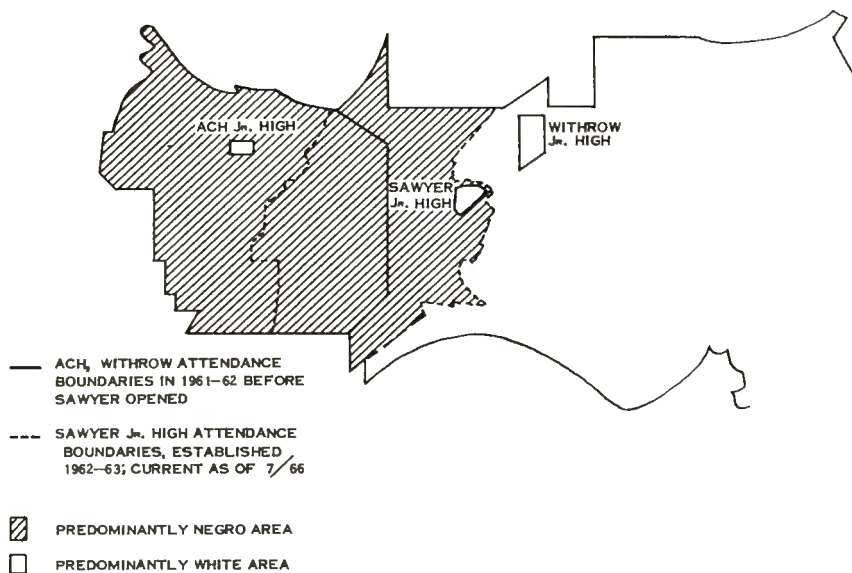 ACH JR. HIGH
WITHROW
JR. HIGH
SAWYER
JR. HIGH
ACH, WITHROW ATTENDANCE
BOUNDARIES IN 1961-62 BEFORE
SAWYER OPENED
SAWYER JR. HIGH ATTENDANCE
BOUNDARIES, ESTABLISHED
1962-63; CURRENT AS OF 7/66
PREDOMINANTLY NEGRO AREA
PREDOMINANTLY WHITE AREA